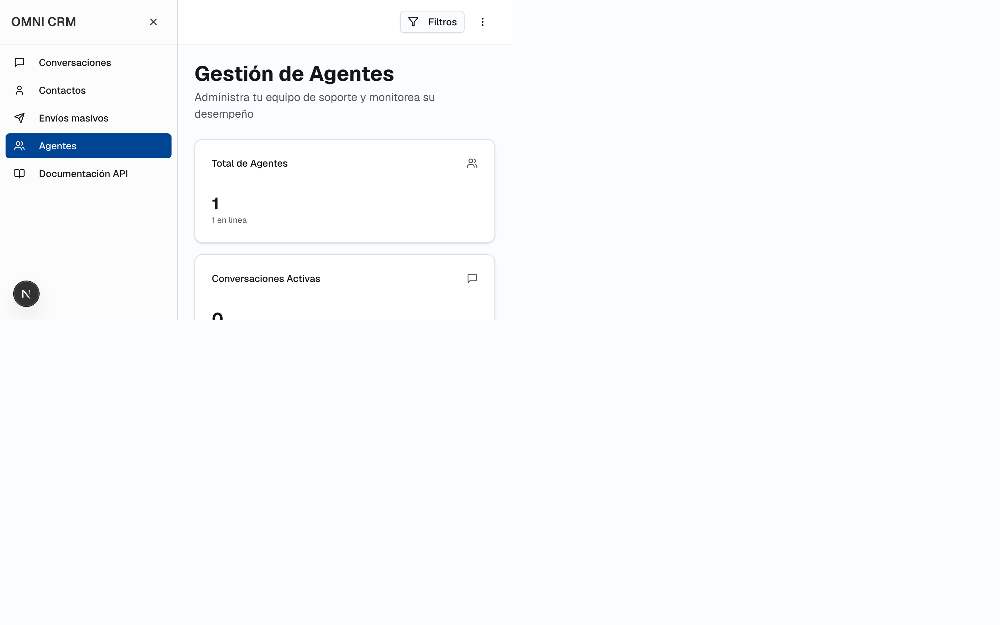 OMNI CRM
Filtros
Conversaciones
Contactos
Envíos masivos
Agentes
Documentación API
N
Gestión de Agentes
Administra tu equipo de soporte y monitorea su
desempeño
Total de Agentes
1
1 en línea
Conversaciones Activas
0